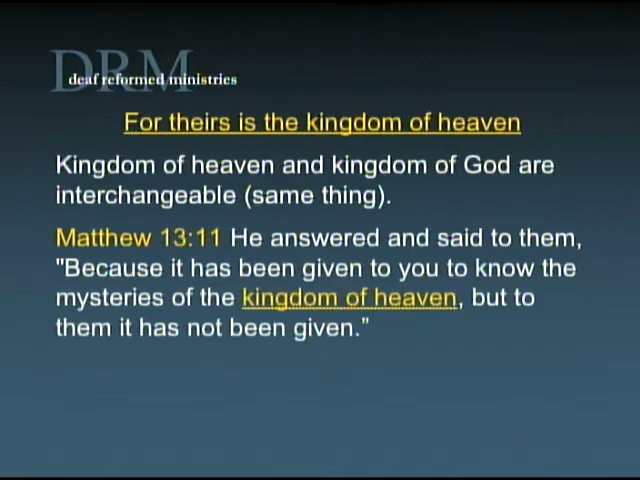 DRM
deaf reformed ministries
For theirs is the kingdom of heaven
Kingdom of heaven and kingdom of God are
interchangeable (same thing).
Matthew 13:11 He answered and said to them,
"Because it has been given to you to know the
mysteries of the kingdom of heaven, but to
them it has not been given.”